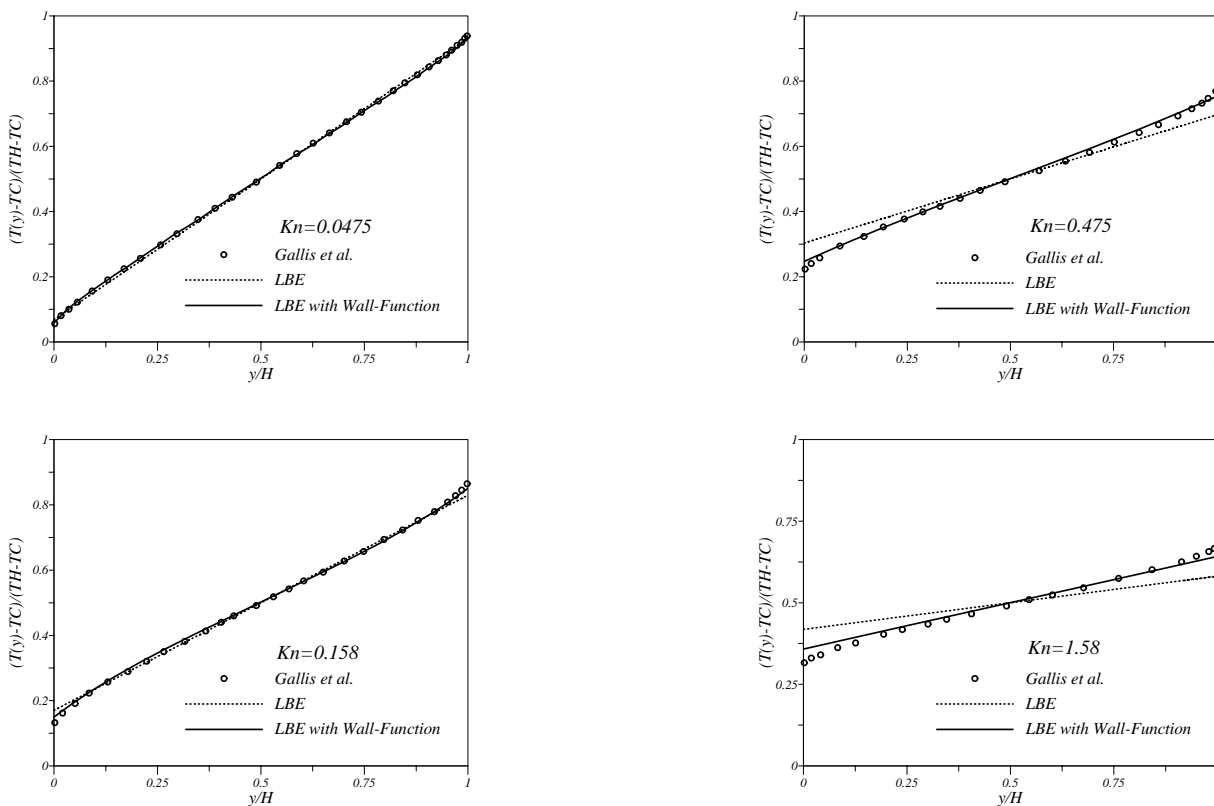 1
0.8
0.6
0.4
0.2
0
(T(y)-TC)/(TH-TC)
Kn=0.0475
Gallis et al.
LBE
LBE with Wall-Function
0
0.25
0.5
0.75
1
y/H
1
0.8
0.6
0.4
0.2
0
(T(y)-TC)/(TH-TC)
Kn=0.475
Gallis et al.
LBE
LBE with Wall-Function
0
0.25
0.5
0.75
y/H
1
0.8
0.6
0.4
0.2
0
(T(y)-TC)/(TH-TC)
Kn=0.158
Gallis et al.
LBE
LBE with Wall-Function
0
0.25
0.5
0.75
1
y/H
1
0.75
0.5
0.25
0
(T(y)-TC)/(TH-TC)
Kn=1.58
Gallis et al.
LBE
LBE with Wall-Function
0
0.25
0.5
0.75
y/H